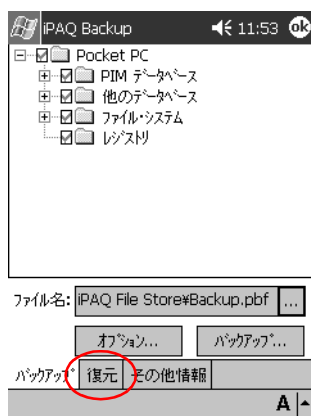 iPAQ Backup 11:53 ok
Pocket PC
PIM データベース
他のデータベース
ファイル・システム
レジストリ
ファイル名: iPAQ File Store¥Backup.pbf ...
オプション... バックアップ...
バックアップ 復元 その他情報
A